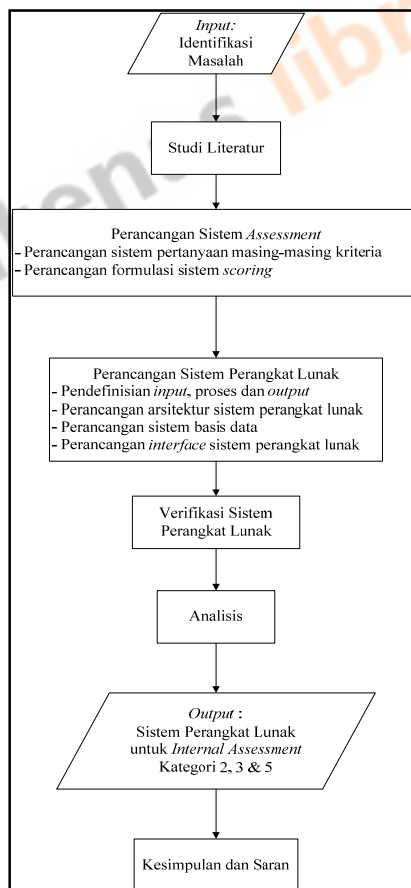 Input:
Identifikasi
Masalah
Studi Literatur
Perancangan Sistem Assessment
- Perancangan sistem pertanyaan masing-masing kriteria
- Perancangan formulasi sistem scoring
Perancangan Sistem Perangkat Lunak
- Pendefinisian input, proses dan output
- Perancangan arsitektur sistem perangkat lunak
- Perancangan sistem basis data
- Perancangan interface sistem perangkat lunak
Verifikasi Sistem
Perangkat Lunak
Analisis
Output :
Sistem Perangkat Lunak
untuk Internal Assessment
Kategori 2, 3 & 5
Kesimpulan dan Saran